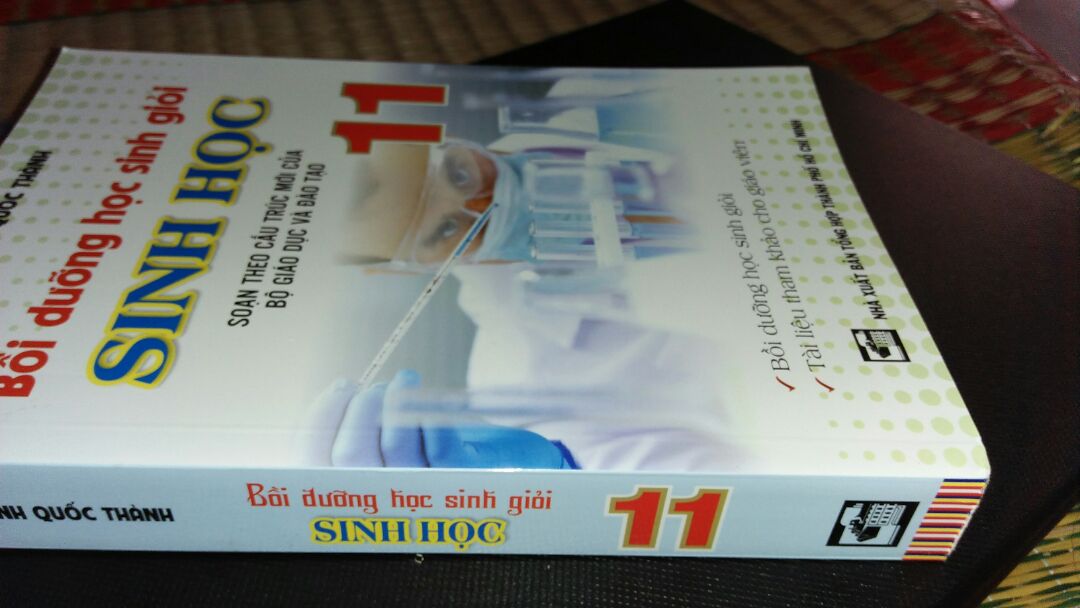 QUỐC THÀNH
Bồi dưỡng học sinh giỏi
SINH HỌC
11
SOẠN THEO CẤU TRÚC MỚI CỦA
BỘ GIÁO DỤC VÀ ĐÀO TẠO
✓ Bồi dưỡng học sinh giỏi
✓ Tài liệu tham khảo cho giáo viên
NHÀ XUẤT BẢN TỔNG HỢP THÀNH PHỐ HỒ CHÍ MINH
NH QUỐC THÀNH
Bồi dưỡng học sinh giỏi
SINH HỌC
11